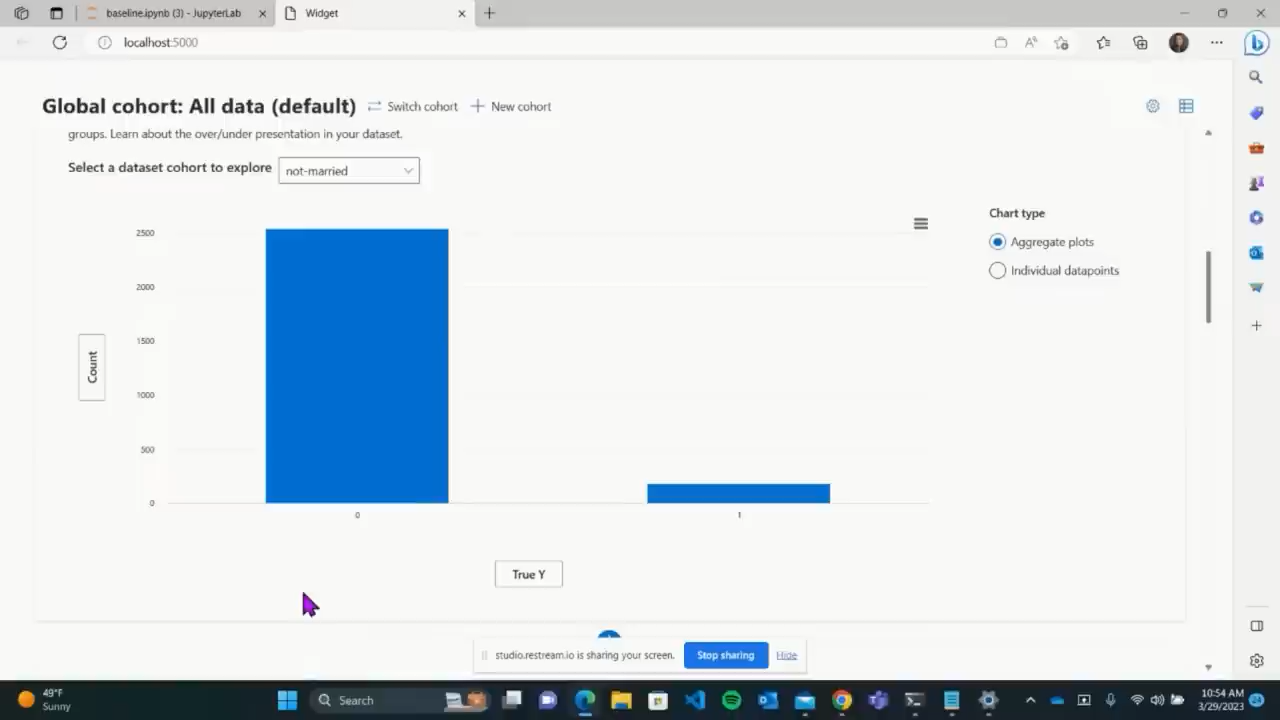 baseline.ipynb (3) - JupyterLab
Widget
localhost:5000
Global cohort: All data (default)
Switch cohort
New cohort
groups. Learn about the over/under presentation in your dataset.
Select a dataset cohort to explore
not-married
Chart type
Aggregate plots
Individual datapoints
2500
2000
1500
1000
500
0
Count
0
1
True Y
studio.restream.io is sharing your screen.
Stop sharing
Hide
49°F
Sunny
Search
10:54 AM
3/29/2023